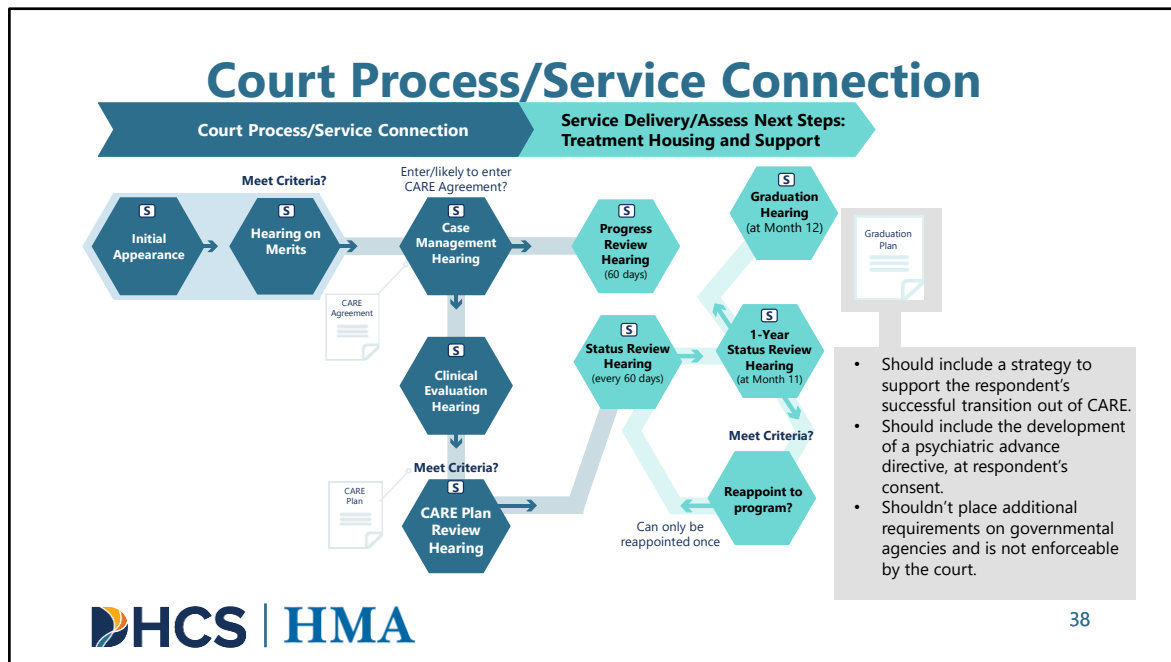 Court Process/Service Connection
Court Process/Service Connection
Service Delivery/Assess Next Steps:
Treatment Housing and Support
Meet Criteria?
Enter/likely to enter
CARE Agreement?
S
Initial
Appearance
S
Hearing on
Merits
S
Case
Management
Hearing
S
Progress
Review
Hearing
(60 days)
S
Graduation
Hearing
(at Month 12)
Graduation
Plan
CARE
Agreement
S
Clinical
Evaluation
Hearing
S
Status Review
Hearing
(every 60 days)
S
1-Year
Status Review
Hearing
(at Month 11)
Meet Criteria?
Meet Criteria?
CARE
Plan
S
CARE Plan
Review
Hearing
Reappoint to
program?
Can only be
reappointed once
• Should include a strategy to
support the respondent's
successful transition out of CARE.
• Should include the development
of a psychiatric advance
directive, at respondent's
consent.
• Shouldn't place additional
requirements on governmental
agencies and is not enforceable
by the court.
DHCS | HMA
38